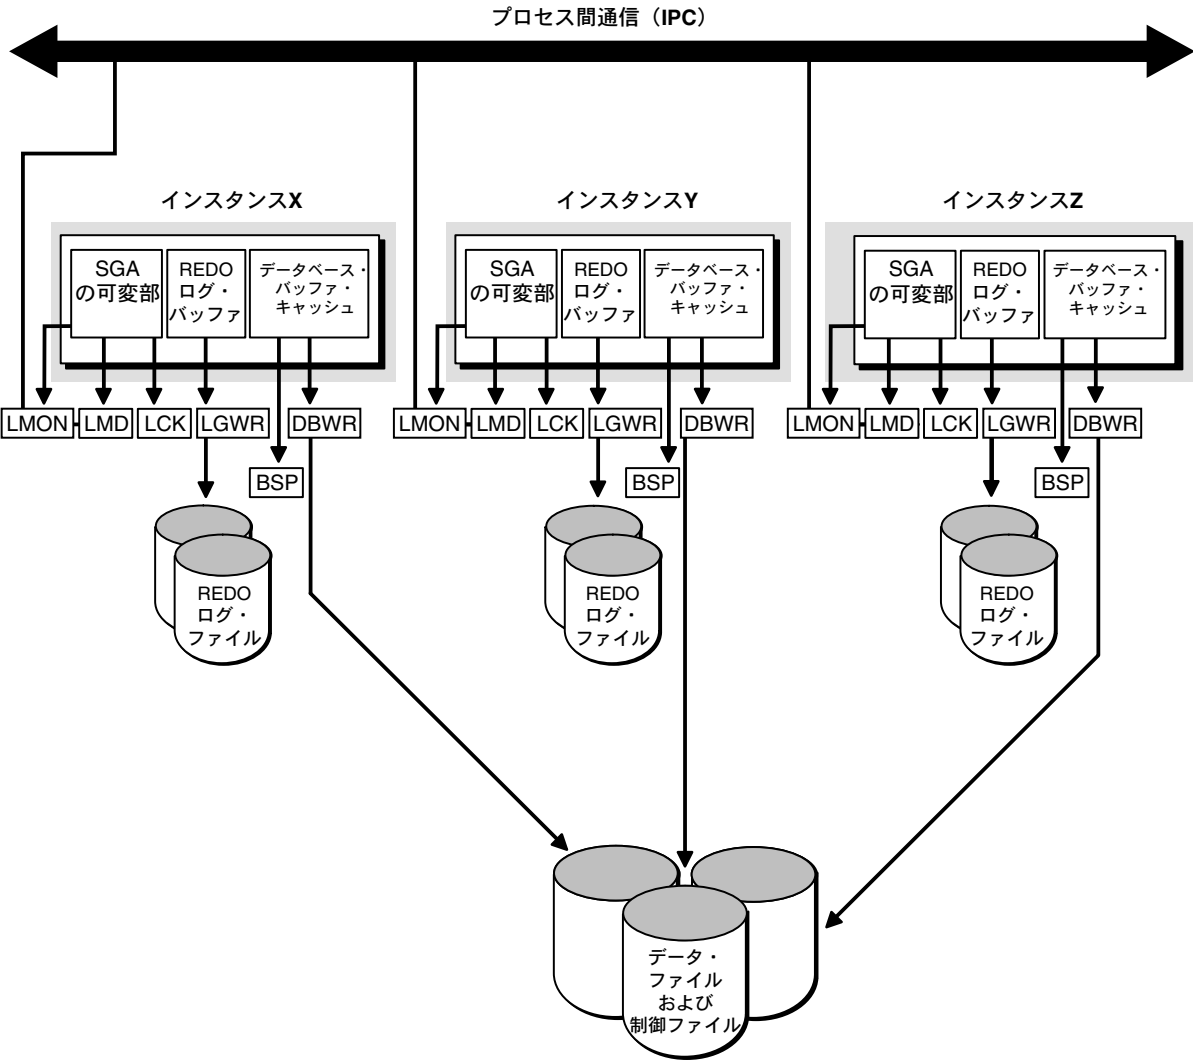 プロセス間通信（IPC）
インスタンスX
インスタンスY
インスタンスZ
SGA
の可変部
REDO
ログ・
バッファ
データベース・
バッファ・
キャッシュ
SGA
の可変部
REDO
ログ・
バッファ
データベース・
バッファ・
キャッシュ
SGA
の可変部
REDO
ログ・
バッファ
データベース・
バッファ・
キャッシュ
LMON
LMD
LCK
LGWR
DBWR
LMON
LMD
LCK
LGWR
DBWR
LMON
LMD
LCK
LGWR
DBWR
BSP
BSP
BSP
REDO
ログ・
ファイル
REDO
ログ・
ファイル
REDO
ログ・
ファイル
データ・
ファイル
および
制御ファイル